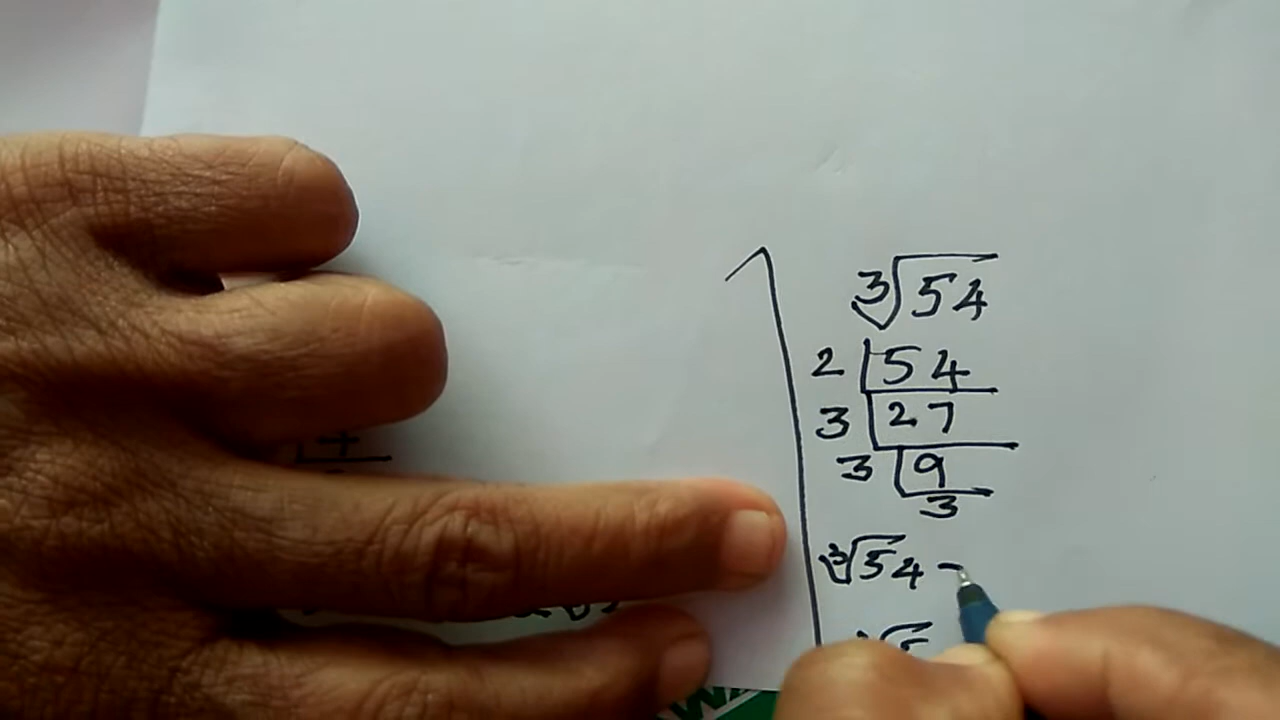 ∛54
2 | 54
3 | 27
3 | 9
3
∛54 -